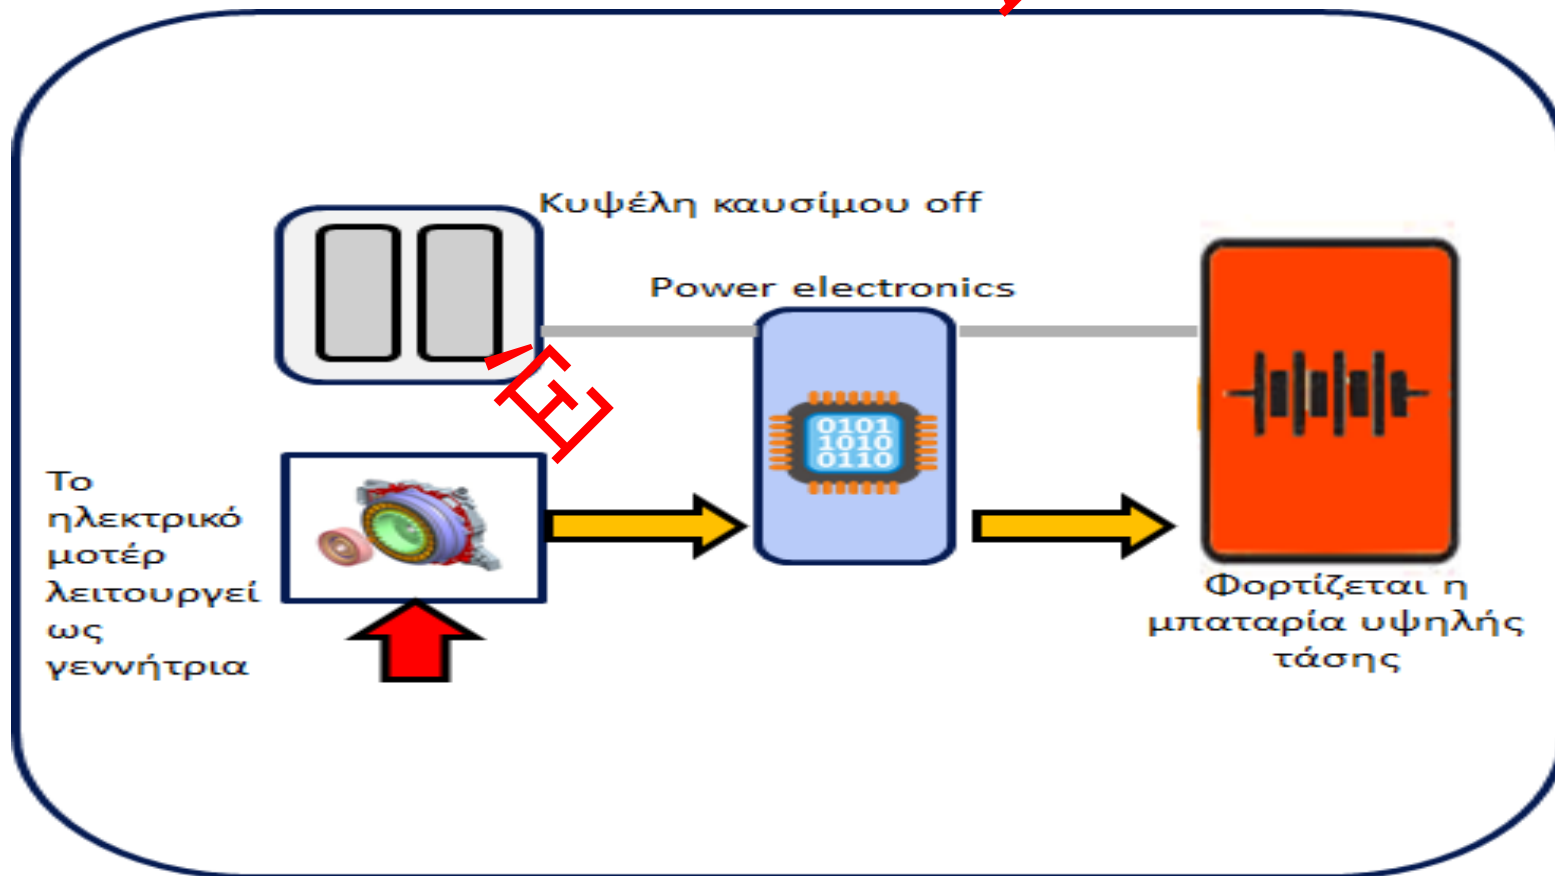 Κυψέλη καυσίμου off
Power electronics
0101
1010
0110
Το
ηλεκτρικό
μοτέρ
λειτουργεί
ως
γεννήτρια
Φορτίζεται η
μπαταρία υψηλής
τάσης